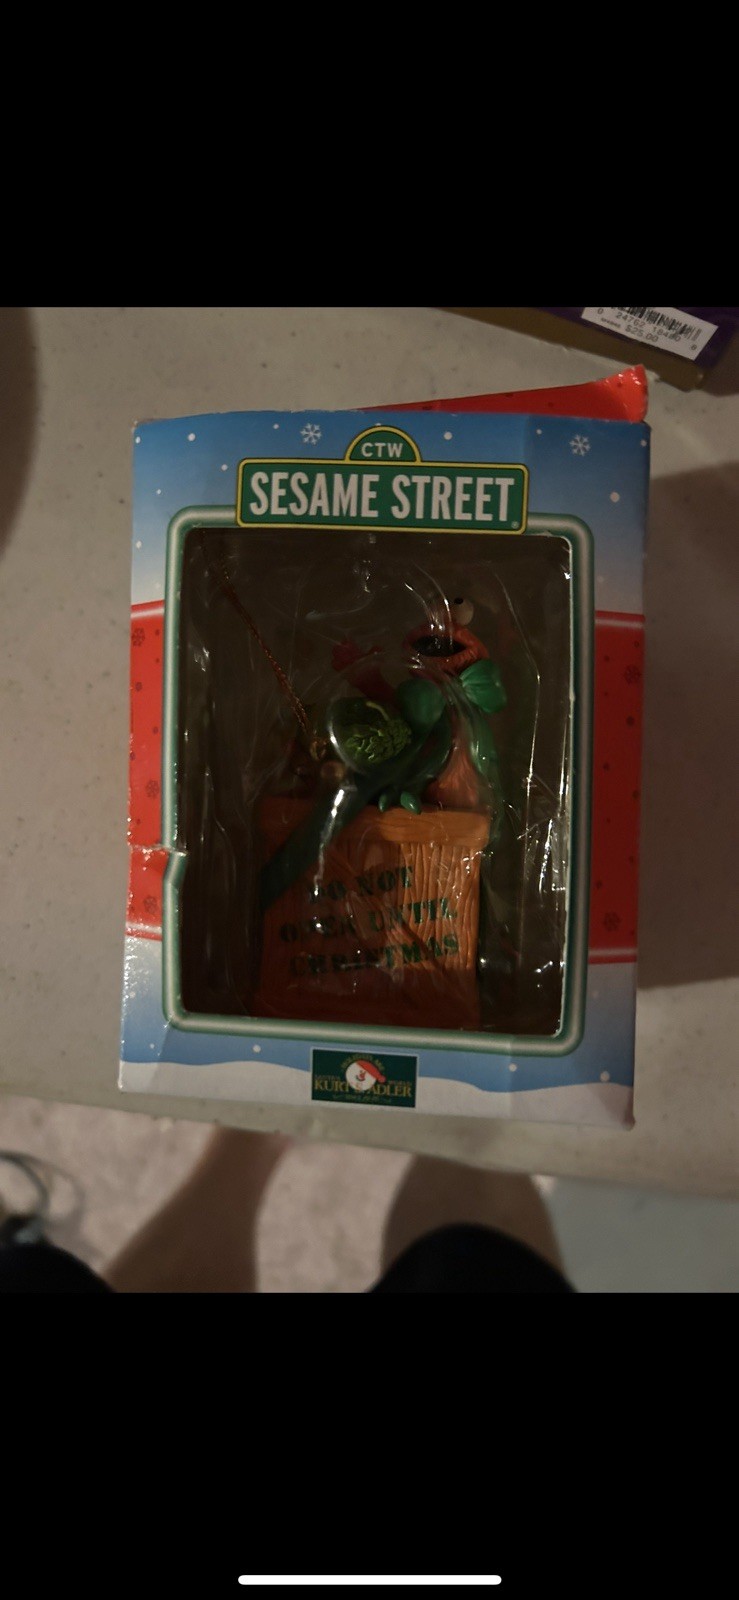 $25.00
CTW
SESAME STREET
DO NOT
OPEN UNTIL
CHRISTMAS
KURT S. ADLER